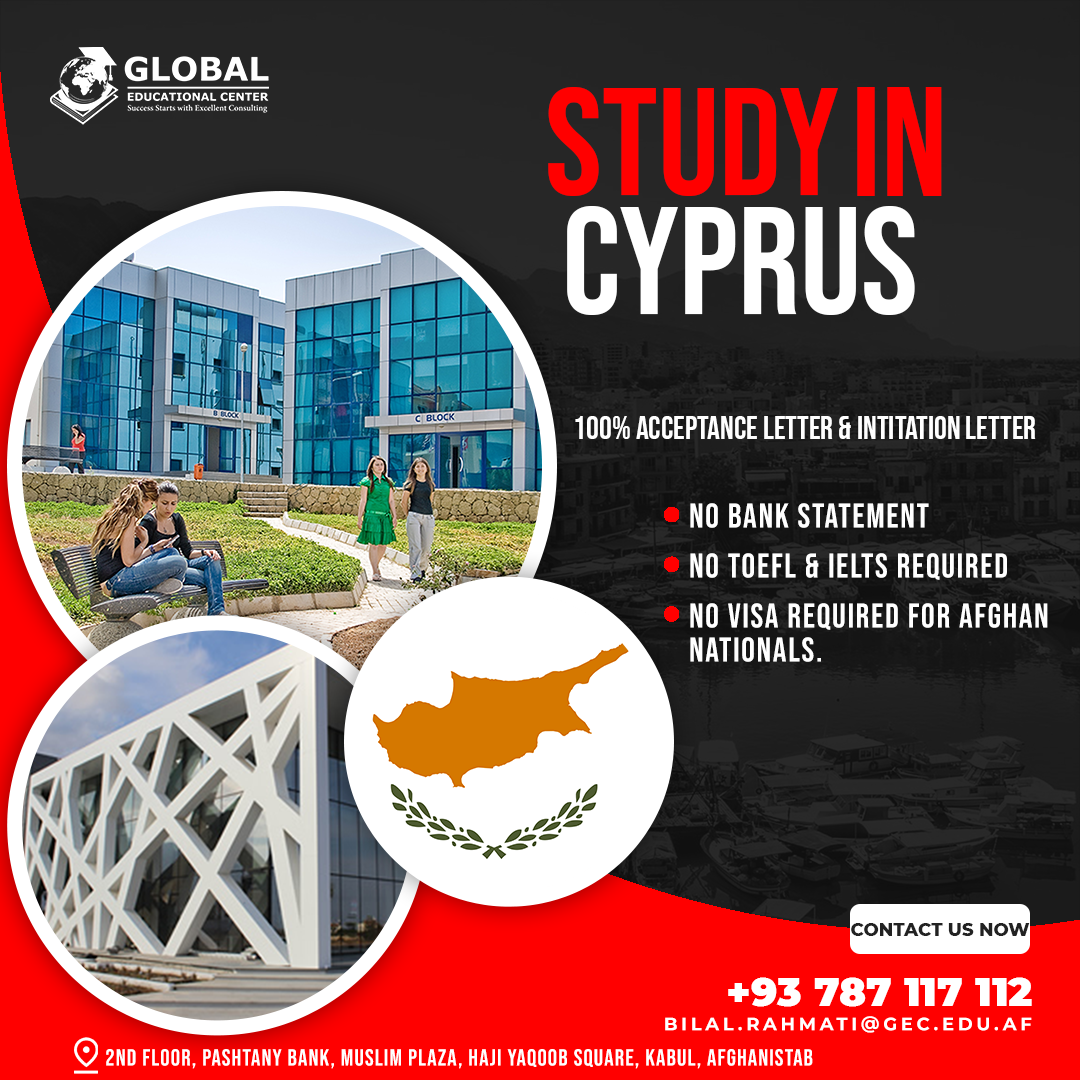 GLOBAL
EDUCATIONAL CENTER
Success Starts with Excellent Consulting
STUDY IN
CYPRUS
B BLOCK
C BLOCK
100% ACCEPTANCE LETTER & INTITATION LETTER
NO BANK STATEMENT
NO TOEFL & IELTS REQUIRED
NO VISA REQUIRED FOR AFGHAN
NATIONALS.
CONTACT US NOW
+93 787 117 112
BILAL.RAHMATI@GEC.EDU.AF
2ND FLOOR, PASHTANY BANK, MUSLIM PLAZA, HAJI YAQOOB SQUARE, KABUL, AFGHANISTAB